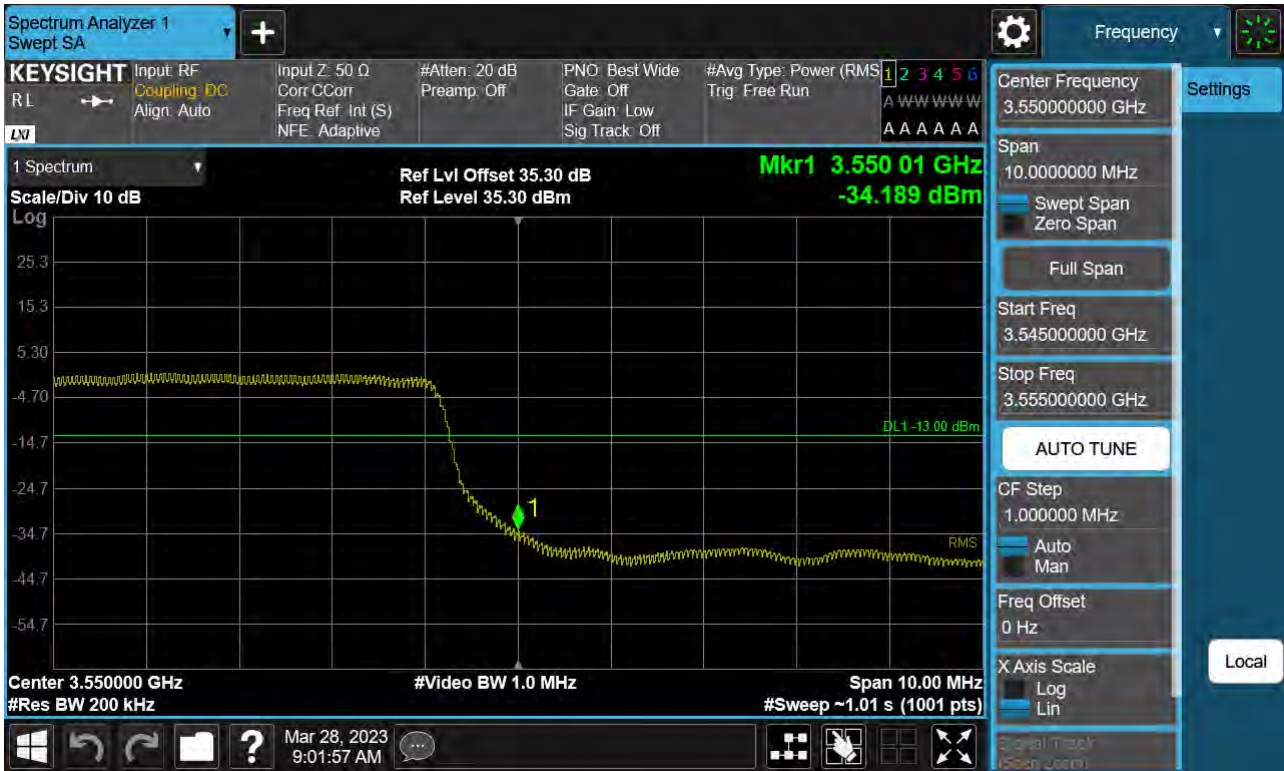 Spectrum Analyzer 1
Swept SA
+
Frequency
KEYSIGHT
RL
LXI
Input: RF
Coupling: DC
Align: Auto
Input Z: 50 Ω
Corr CCorr
Freq Ref: Int (S)
NFE: Adaptive
#Atten: 20 dB
Preamp: Off
PNO: Best Wide
Gate: Off
IF Gain: Low
Sig Track: Off
#Avg Type: Power (RMS
Trig: Free Run
1 2 3 4 5 6
A W W W W W
A A A A A A
1 Spectrum
Scale/Div 10 dB
Log
Ref Lvl Offset 35.30 dB
Ref Level 35.30 dBm
Mkr1 3.550 01 GHz
-34.189 dBm
25.3
15.3
5.30
-4.70
-14.7
-24.7
-34.7
-44.7
-54.7
DL1 -13.00 dBm
1
RMS
Center 3.550000 GHz
#Res BW 200 kHz
#Video BW 1.0 MHz
Span 10.00 MHz
#Sweep ~1.01 s (1001 pts)
Center Frequency
3.550000000 GHz
Span
10.0000000 MHz
Swept Span
Zero Span
Full Span
Start Freq
3.545000000 GHz
Stop Freq
3.555000000 GHz
AUTO TUNE
CF Step
1.000000 MHz
Auto
Man
Freq Offset
0 Hz
X Axis Scale
Log
Lin
Signal Track
(Span Zoom)
Settings
Local
?
Mar 28, 2023
9:01:57 AM